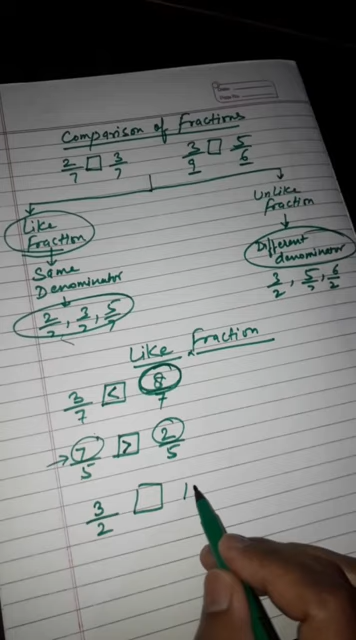 Comparison of Fractions
2/7 □ 3/7   3/9 □ 5/6
Like Fraction
Same Denominator
2/7, 3/7, 5/7
Unlike Fraction
Different denominator
3/2, 5/7, 6/2
Like Fraction
3/7 < 8/7
→ 7/5 > 2/5
3/2 □ 1